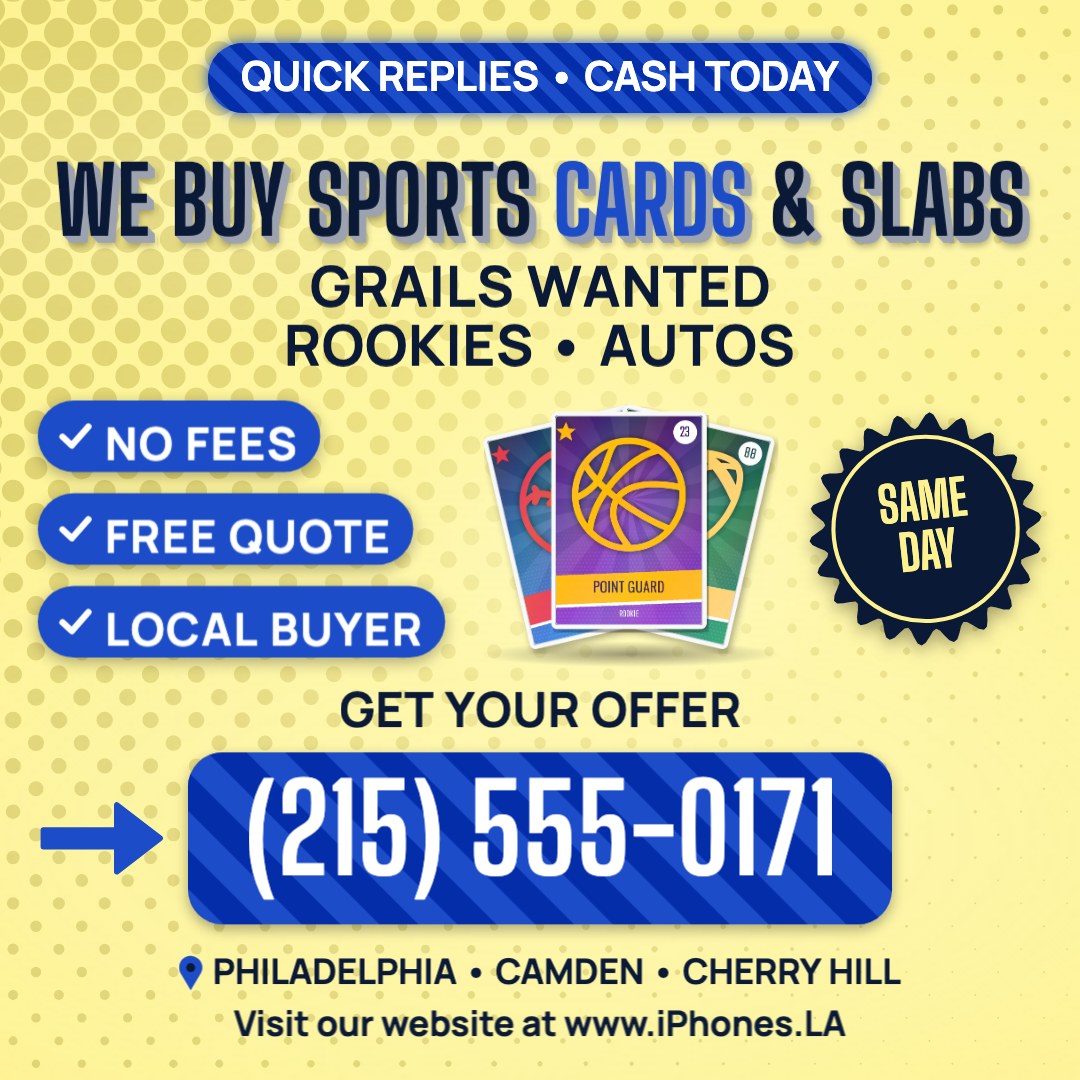 QUICK REPLIES • CASH TODAY
WE BUY SPORTS CARDS & SLABS
GRAILS WANTED
ROOKIES • AUTOS
✓ NO FEES
✓ FREE QUOTE
✓ LOCAL BUYER
23
88
POINT GUARD
ROOKIE
SAME
DAY
GET YOUR OFFER
(215) 555-0171
PHILADELPHIA • CAMDEN • CHERRY HILL
Visit our website at www.iPhones.LA